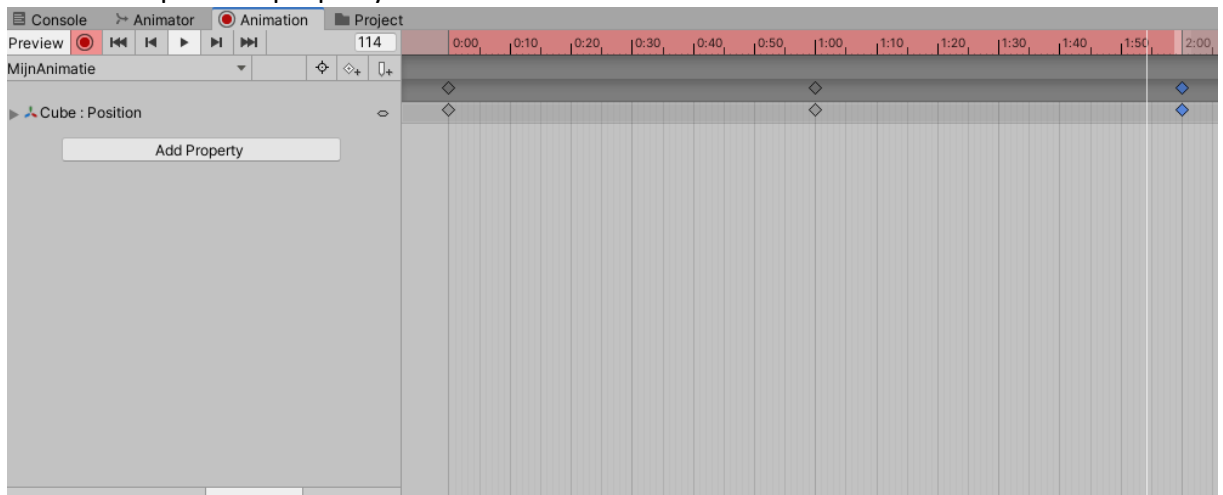 Console Animator Animation Project
Preview 114 0:00 0:10 0:20 0:30 0:40 0:50 1:00 1:10 1:20 1:30 1:40 1:50 2:00
MijnAnimatie
Cube : Position
Add Property